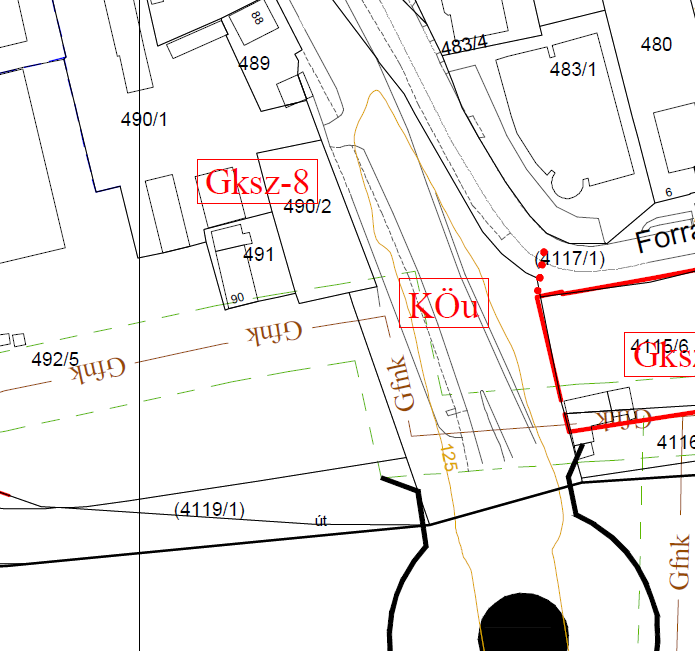 88
483/4
480
489
483/1
490/1
Gksz-8
6
490/2
Forrá
491
(4117/1)
90
KÖu
Gfnk
4115/6
492/5
Gfnk
Gksz
Gfnk
Gfnk
4116
125
(4119/1)
út
Gfnk